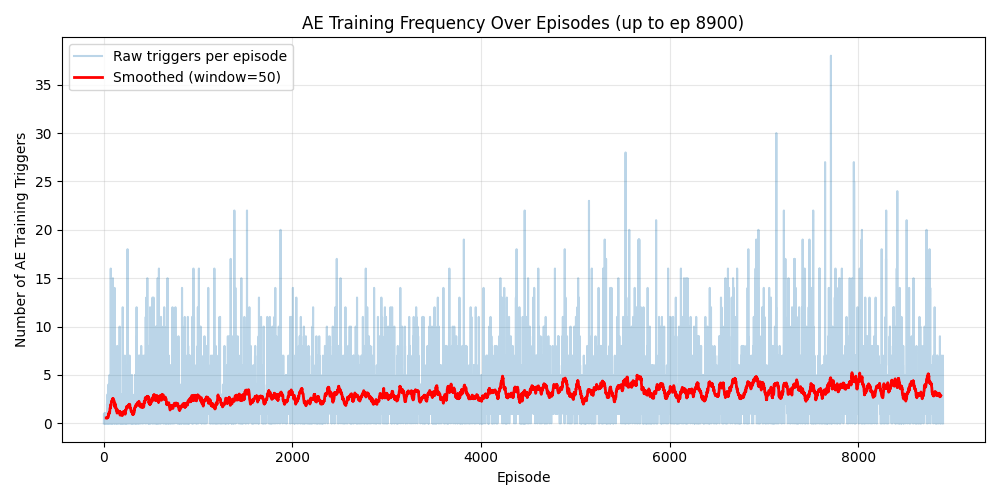 AE Training Frequency Over Episodes (up to ep 8900)
Raw triggers per episode
Smoothed (window=50)
Number of AE Training Triggers
35
30
25
20
15
10
5
0
0 2000 4000 6000 8000
Episode